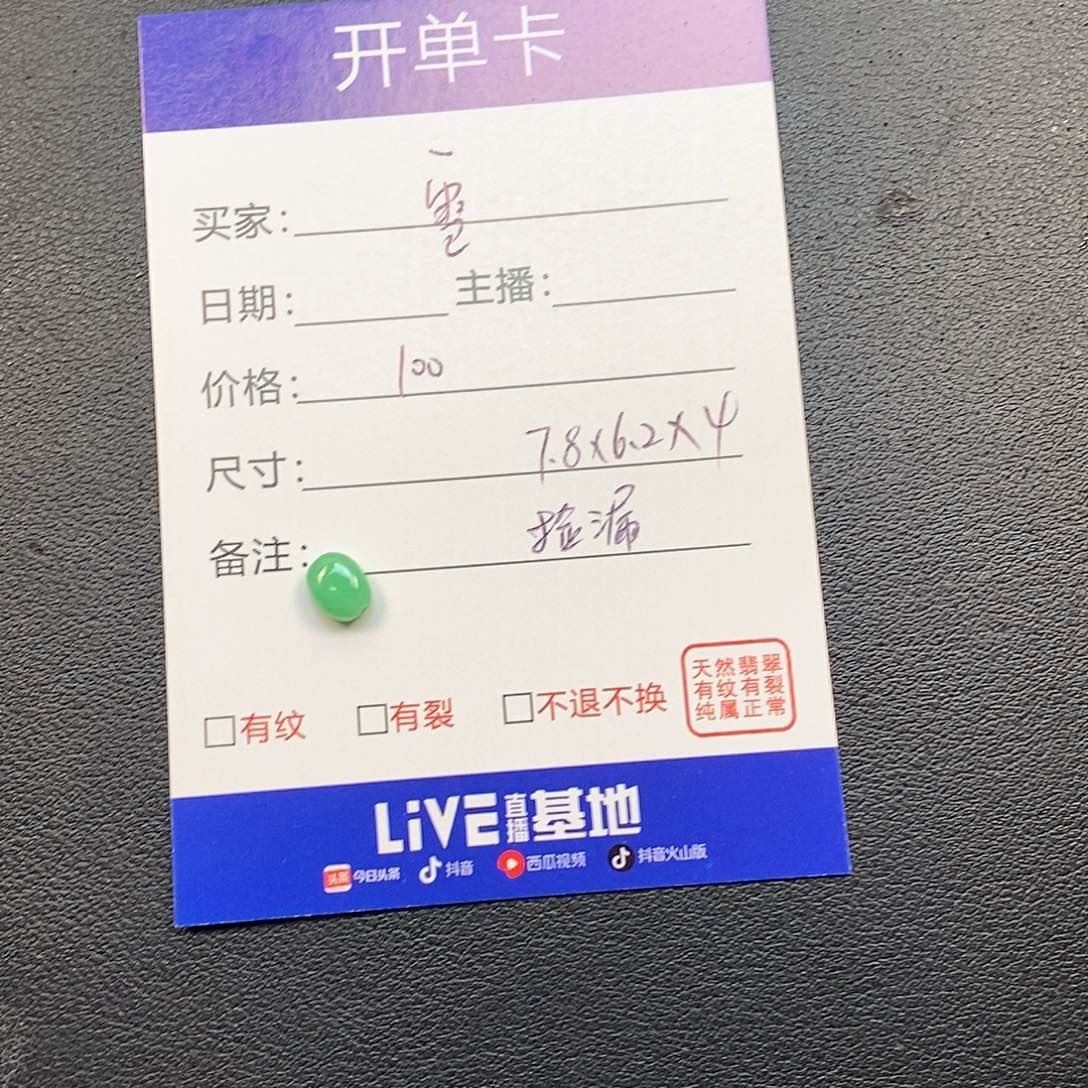 开单卡
买家：
日期： 主播：
价格： 100
尺寸： 7.8x6.2x4
备注： 捡漏
□有纹 □有裂 □不退不换
天然翡翠
有纹有裂
纯属正常
LiVE直播基地
头条 今日头条 抖音 西瓜视频 抖音火山版